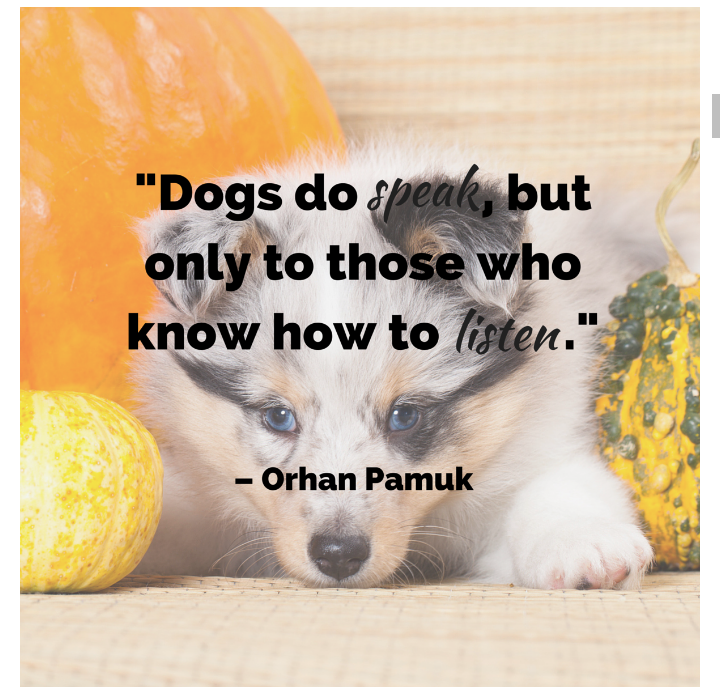 "Dogs do speak, but
only to those who
know how to listen."
– Orhan Pamuk